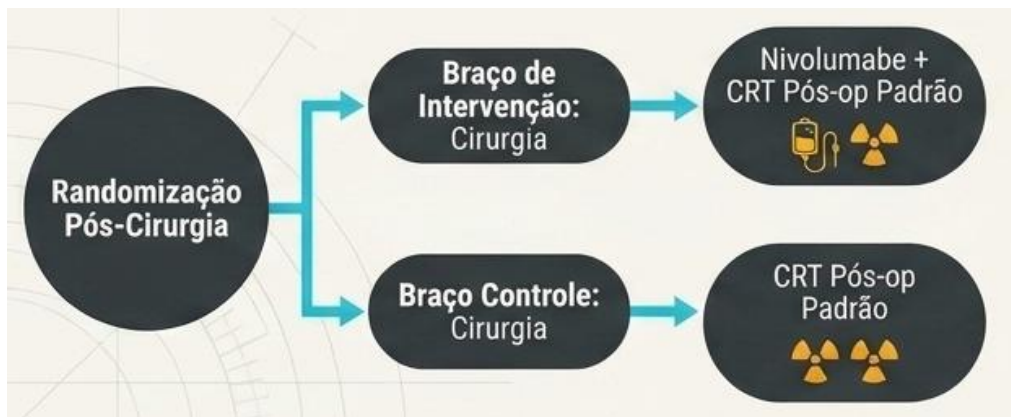 Randomização
Pós-Cirurgia
Braço de
Intervenção:
Cirurgia
Nivolumabe +
CRT Pós-op Padrão
Braço Controle:
Cirurgia
CRT Pós-op
Padrão